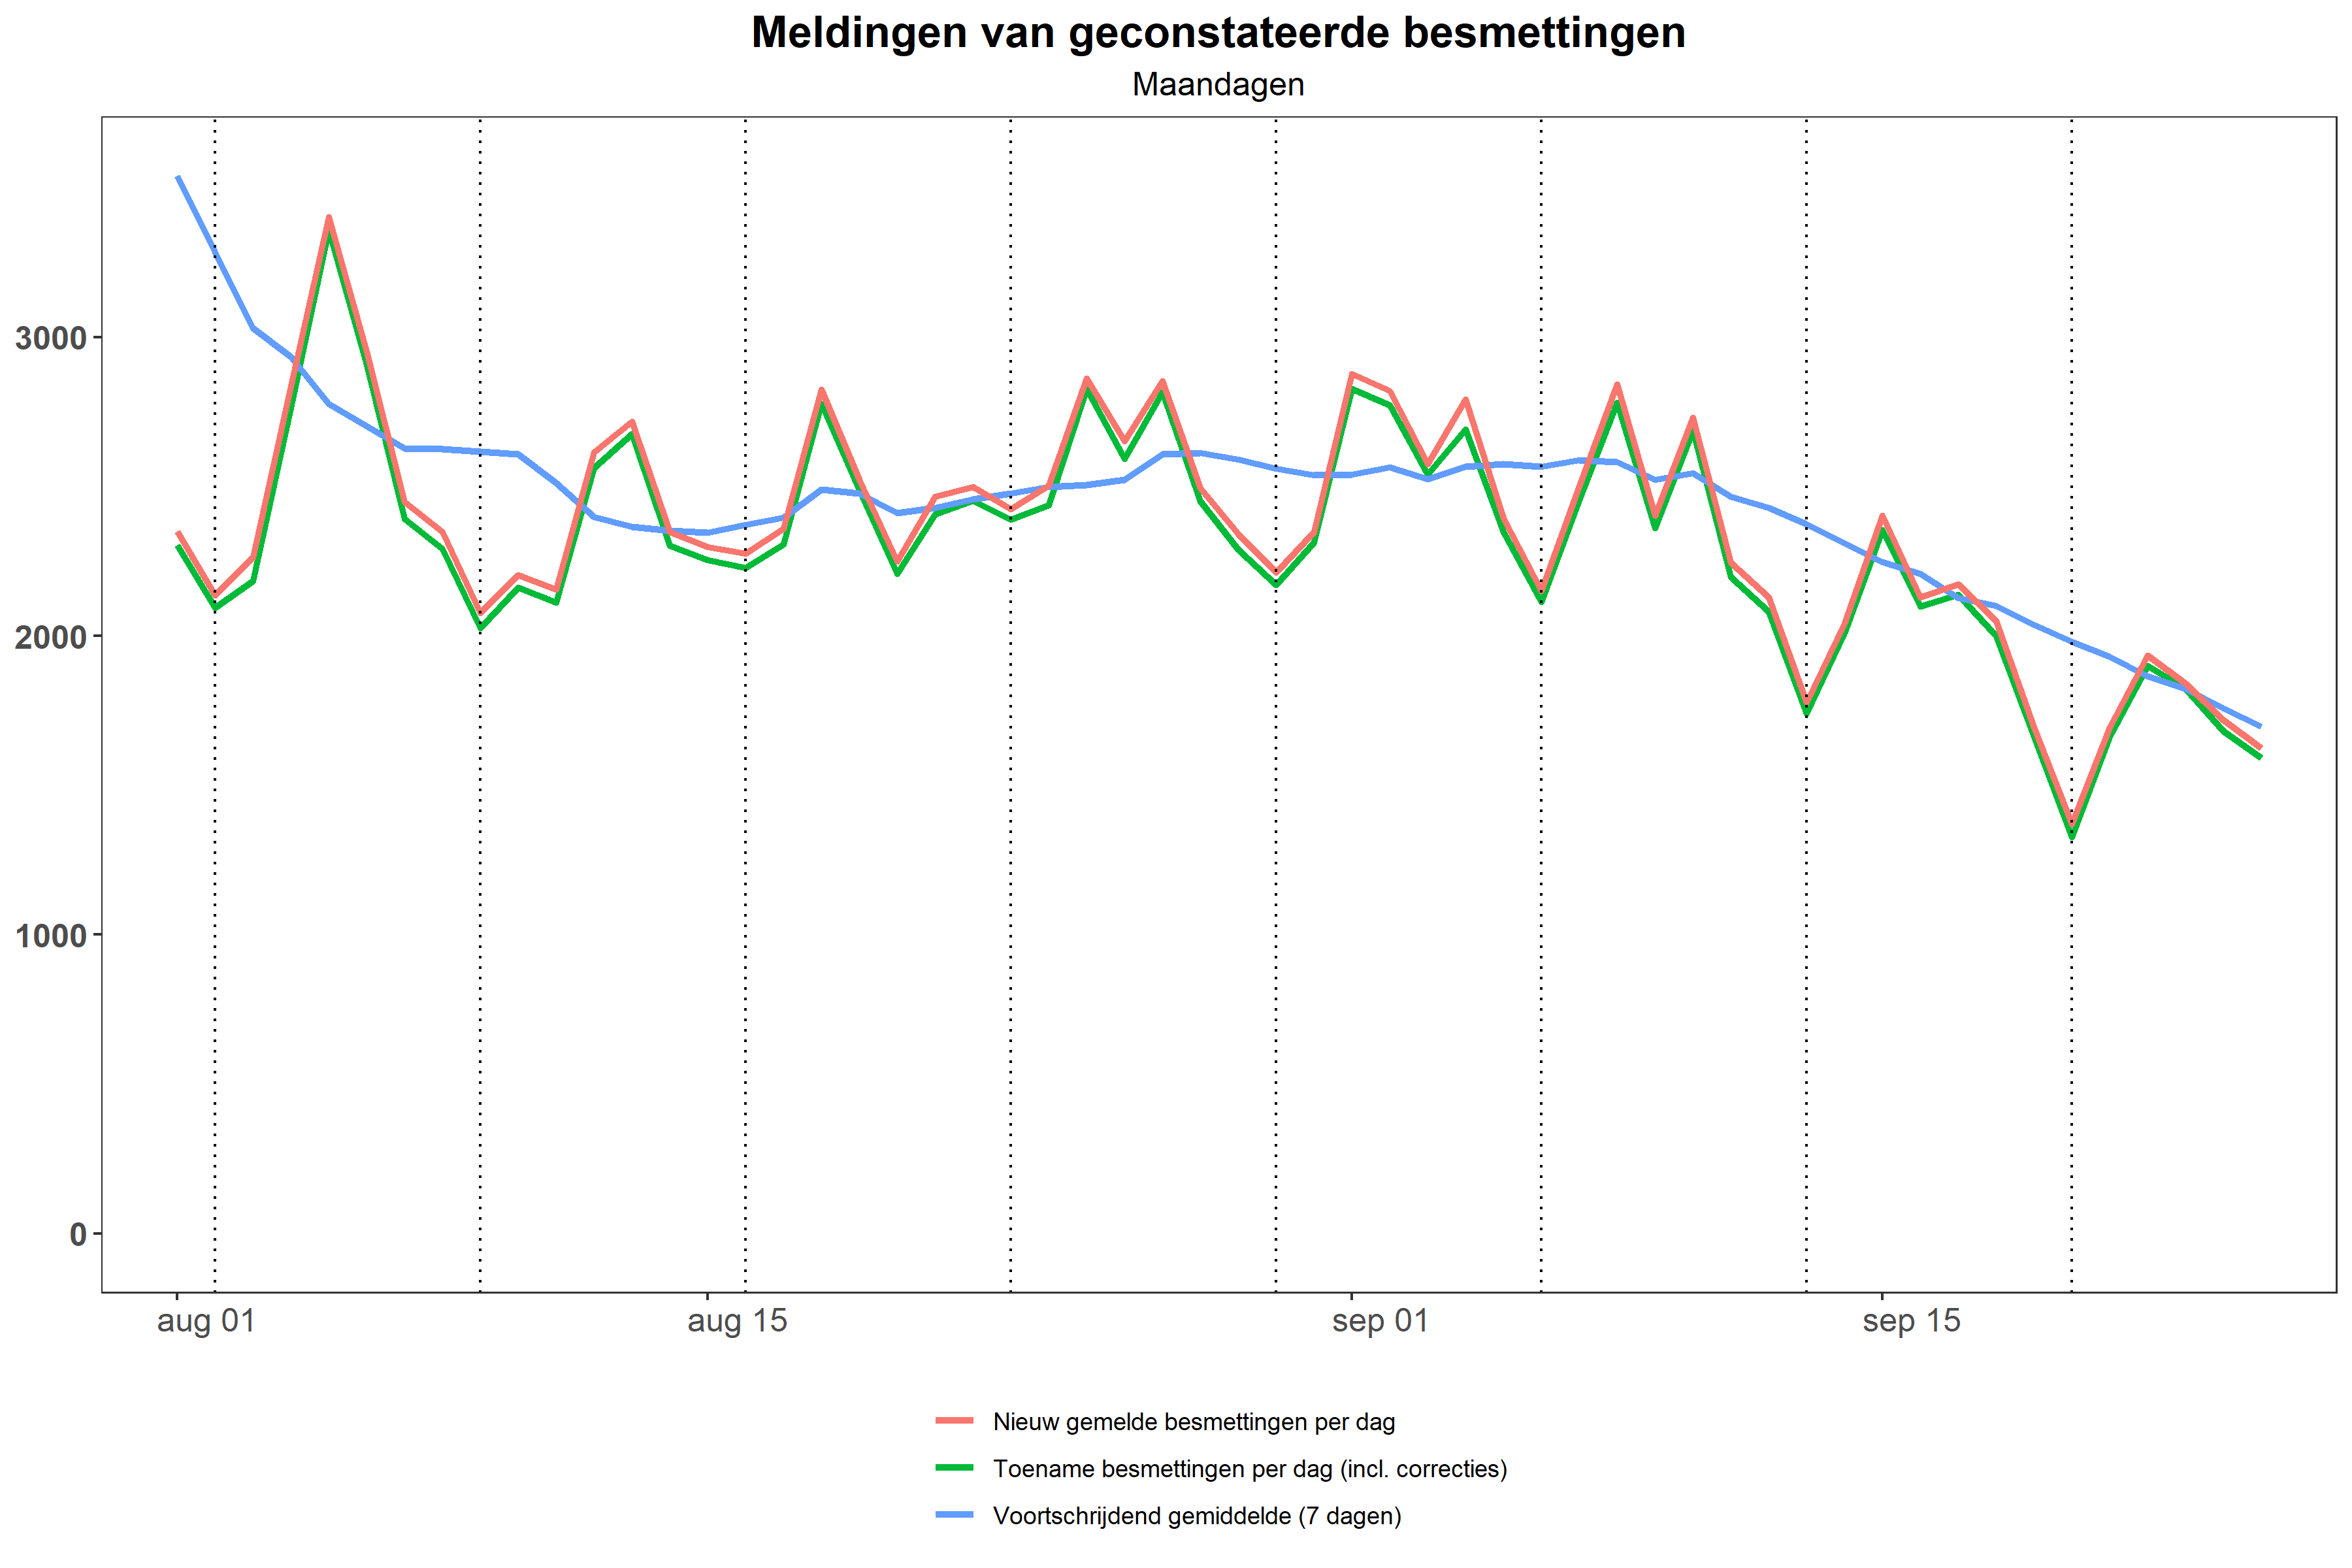 Meldingen van geconstateerde besmettingen
Maandagen
3000
2000
1000
0
aug 01 aug 15 sep 01 sep 15
Nieuw gemelde besmettingen per dag
Toename besmettingen per dag (incl. correcties)
Voortschrijdend gemiddelde (7 dagen)